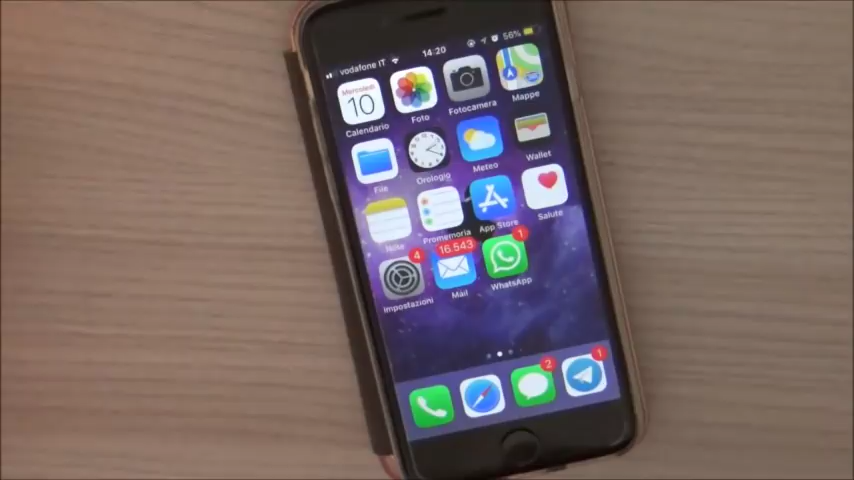 vodafone IT 14:20 56%
Mercoledì
10
Calendario Foto Fotocamera Mappe
File Orologio Meteo Wallet
Note Promemoria App Store Salute
4 16.543 1
Impostazioni Mail WhatsApp
2 1